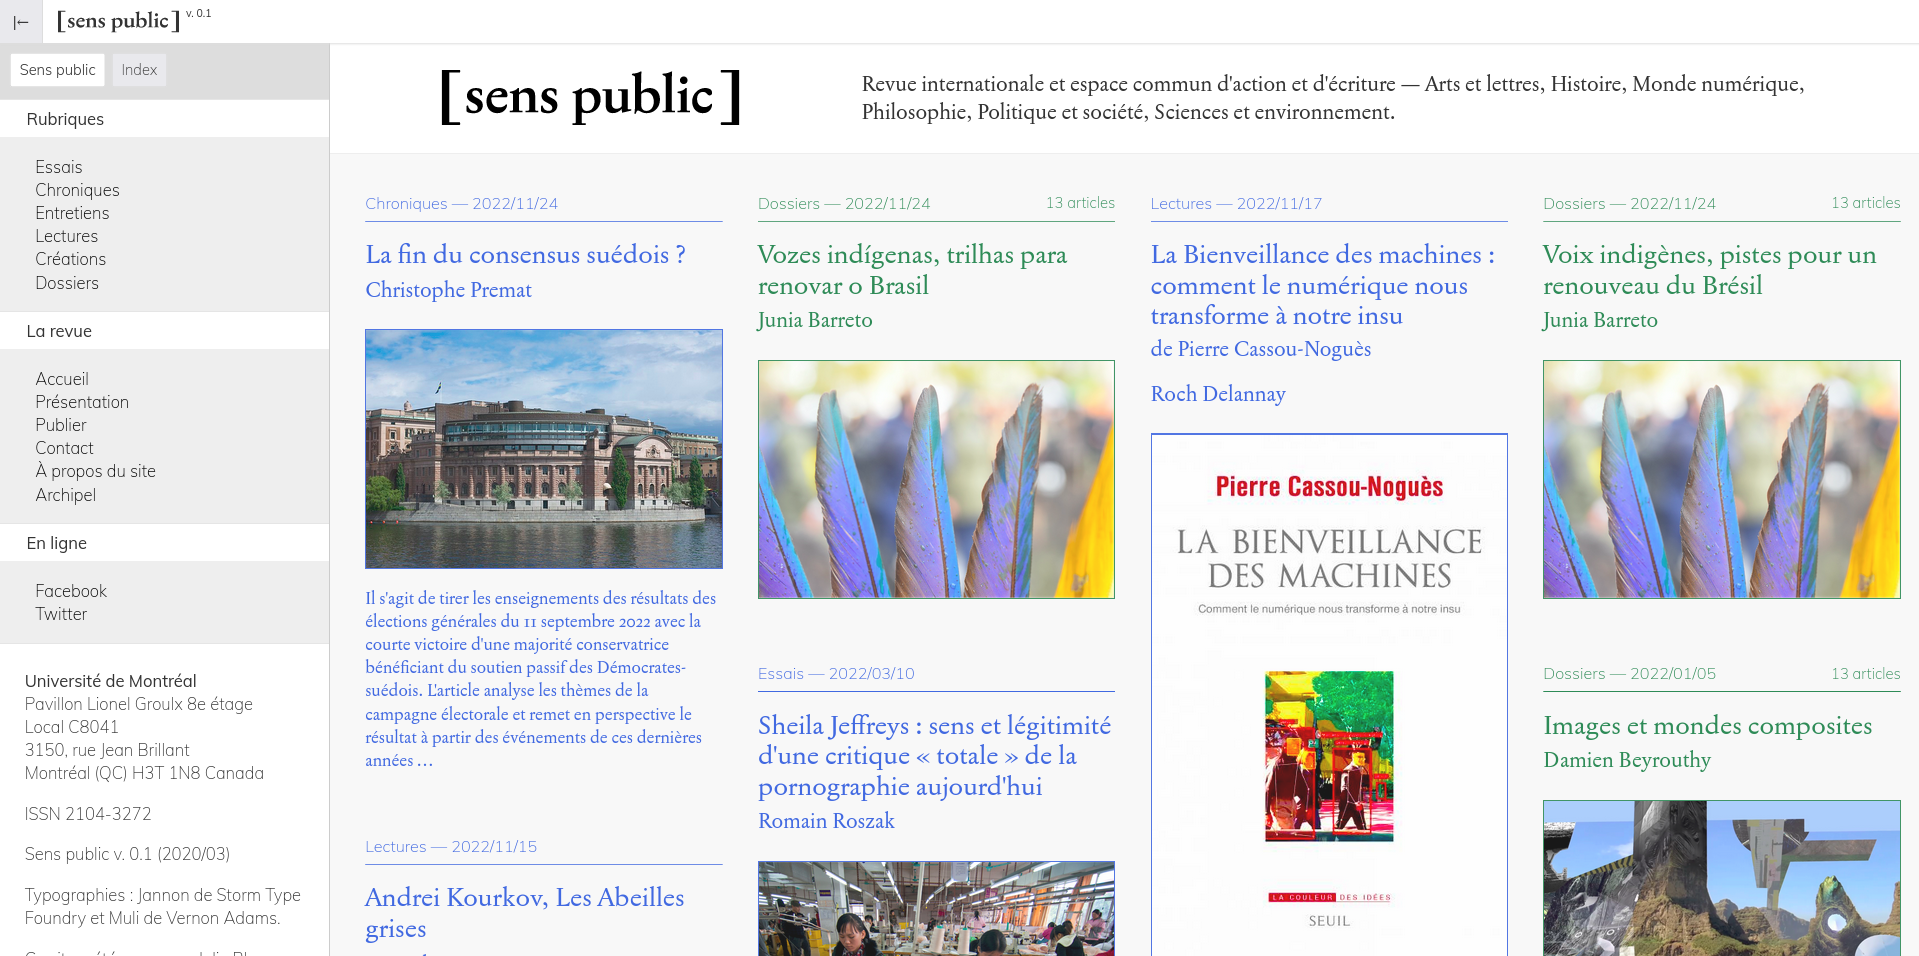 |←
[sens public] v. 0.1
Sens public
Index
Rubriques
Essais
Chroniques
Entretiens
Lectures
Créations
Dossiers
La revue
Accueil
Présentation
Publier
Contact
À propos du site
Archipel
En ligne
Facebook
Twitter
Université de Montréal
Pavillon Lionel Groulx 8e étage
Local C8041
3150, rue Jean Brillant
Montréal (QC) H3T 1N8 Canada
ISSN 2104-3272
Sens public v. 0.1 (2020/03)
Typographies : Jannon de Storm Type
Foundry et Muli de Vernon Adams.
[sens public]
Revue internationale et espace commun d'action et d'écriture — Arts et lettres, Histoire, Monde numérique,
Philosophie, Politique et société, Sciences et environnement.
Chroniques — 2022/11/24
La fin du consensus suédois ?
Christophe Premat
Il s'agit de tirer les enseignements des résultats des
élections générales du 11 septembre 2022 avec la
courte victoire d'une majorité conservatrice
bénéficiant du soutien passif des Démocrates-
suédois. L'article analyse les thèmes de la
campagne électorale et remet en perspective le
résultat à partir des événements de ces dernières
années …
Lectures — 2022/11/15
Andrei Kourkov, Les Abeilles
grises
Dossiers — 2022/11/24
13 articles
Vozes indígenas, trilhas para
renovar o Brasil
Junia Barreto
Essais — 2022/03/10
Sheila Jeffreys : sens et légitimité
d'une critique « totale » de la
pornographie aujourd'hui
Romain Roszak
Lectures — 2022/11/17
La Bienveillance des machines :
comment le numérique nous
transforme à notre insu
de Pierre Cassou-Noguès
Roch Delannay
Pierre Cassou-Noguès
LA BIENVEILLANCE
DES MACHINES
Comment le numérique nous transforme à notre insu
LA COULEUR DES IDÉES
SEUIL
Dossiers — 2022/11/24
13 articles
Voix indigènes, pistes pour un
renouveau du Brésil
Junia Barreto
Dossiers — 2022/01/05
13 articles
Images et mondes composites
Damien Beyrouthy